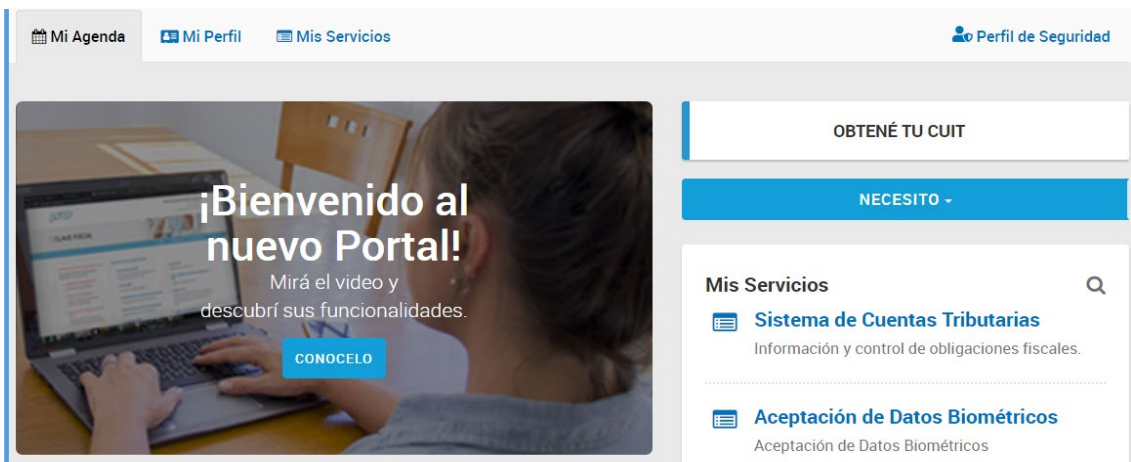 Mi Agenda
Mi Perfil
Mis Servicios
Perfil de Seguridad
¡Bienvenido al
nuevo Portal!
Mirá el video y
descubrí sus funcionalidades.
CONOCELO
OBTENÉ TU CUIT
NECESITO
Mis Servicios
Sistema de Cuentas Tributarias
Información y control de obligaciones fiscales.
Aceptación de Datos Biométricos
Aceptación de Datos Biométricos